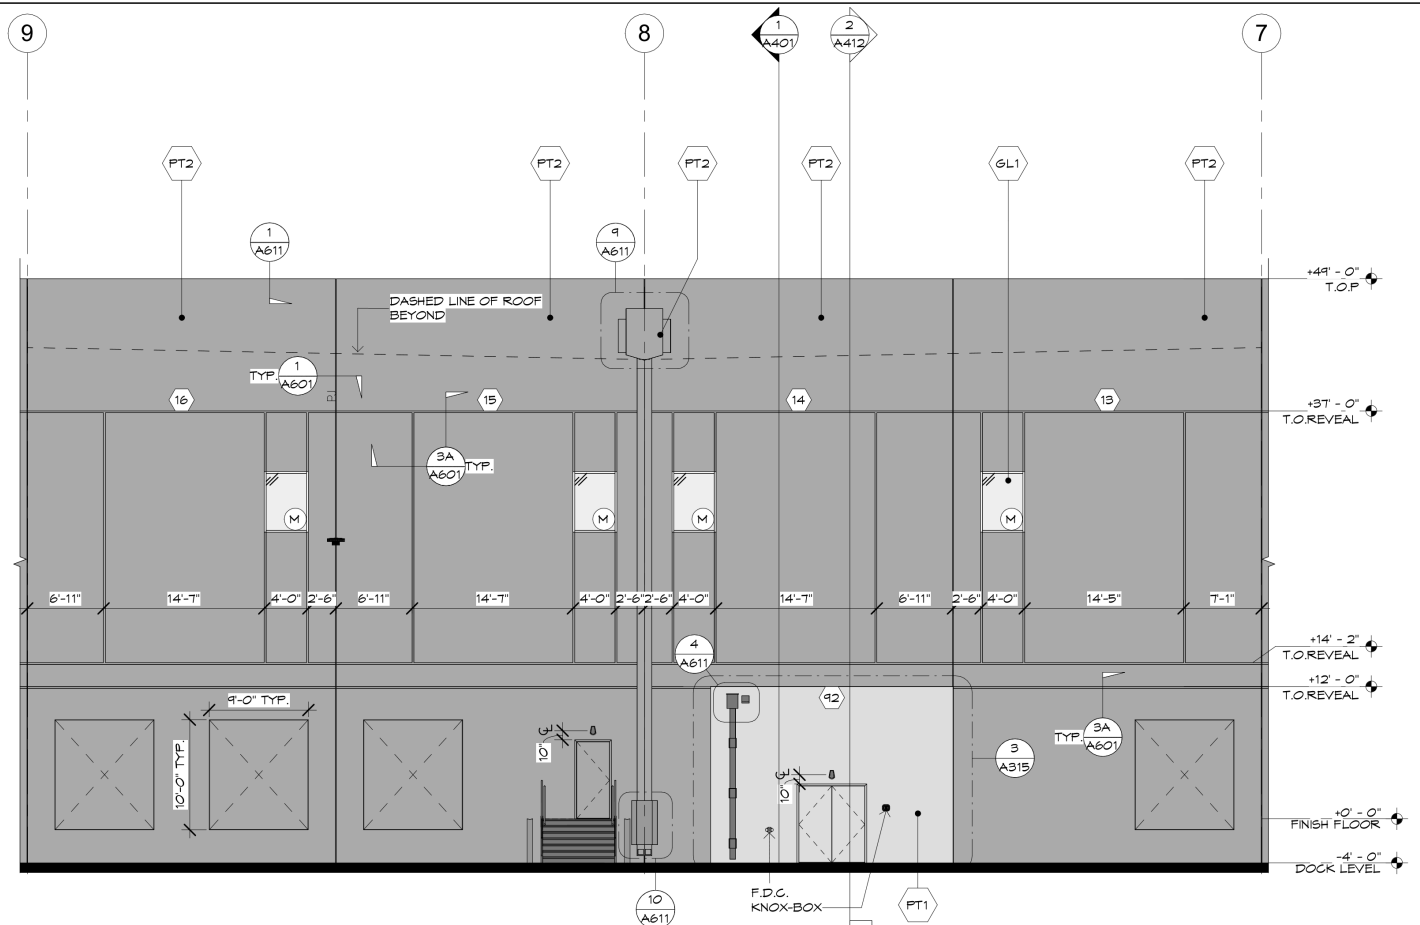 9
8
1
A401
2
A412
7
PT2
PT2
PT2
PT2
GL1
PT2
1
A611
9
A611
+49' - 0"
T.O.P
DASHED LINE OF ROOF
BEYOND
TYP.
1
A601
P.J.
16
15
14
13
+37' - 0"
T.O.REVEAL
3A
A601
TYP.
M
M
M
M
6'-11"
14'-7"
4'-0"
2'-6"
6'-11"
14'-7"
4'-0"
2'-6"
2'-6"
4'-0"
14'-7"
6'-11"
2'-6"
4'-0"
14'-5"
7'-1"
4
A611
+14' - 2"
T.O.REVEAL
+12' - 0"
T.O.REVEAL
9'-0" TYP.
10'-0" TYP.
10"
CL
92
10"
CL
TYP.
3A
A601
3
A315
+0' - 0"
FINISH FLOOR
-4' - 0"
DOCK LEVEL
F.D.C.
KNOX-BOX
PT1
10
A611